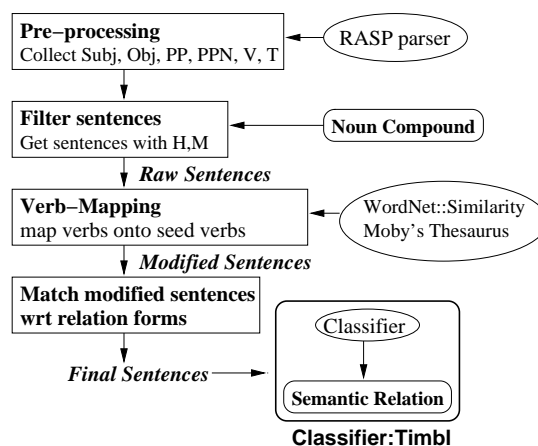 Pre-processing
Collect Subj, Obj, PP, PPN, V, T
RASP parser
Filter sentences
Get sentences with H,M
Noun Compound
Raw Sentences
Verb-Mapping
map verbs onto seed verbs
WordNet::Similarity
Moby's Thesaurus
Modified Sentences
Match modified sentences
wrt relation forms
Final Sentences
Classifier
Semantic Relation
Classifier:Timbl